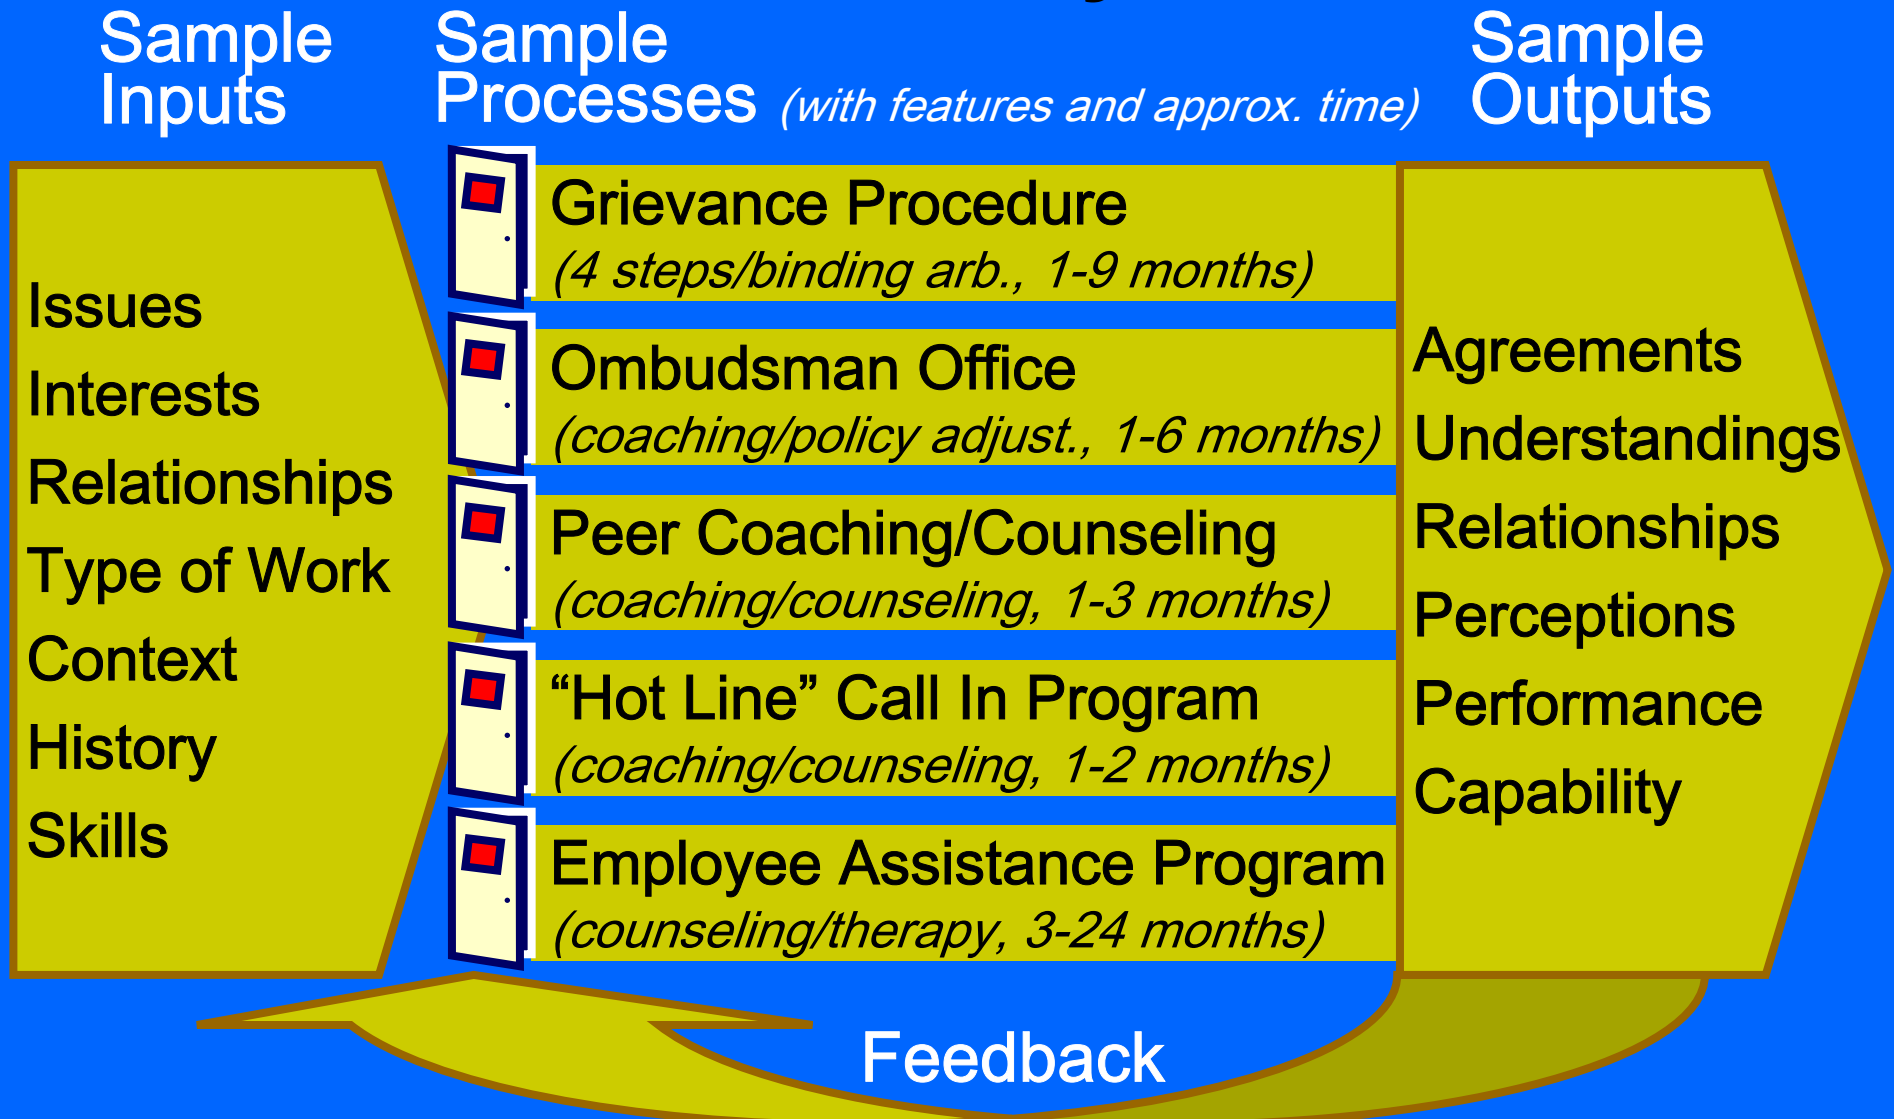 Sample
Inputs
Sample
Processes (with features and approx. time)
Sample
Outputs
Issues
Interests
Relationships
Type of Work
Context
History
Skills
Grievance Procedure
(4 steps/binding arb., 1-9 months)
Ombudsman Office
(coaching/policy adjust., 1-6 months)
Peer Coaching/Counseling
(coaching/counseling, 1-3 months)
“Hot Line” Call In Program
(coaching/counseling, 1-2 months)
Employee Assistance Program
(counseling/therapy, 3-24 months)
Agreements
Understandings
Relationships
Perceptions
Performance
Capability
Feedback